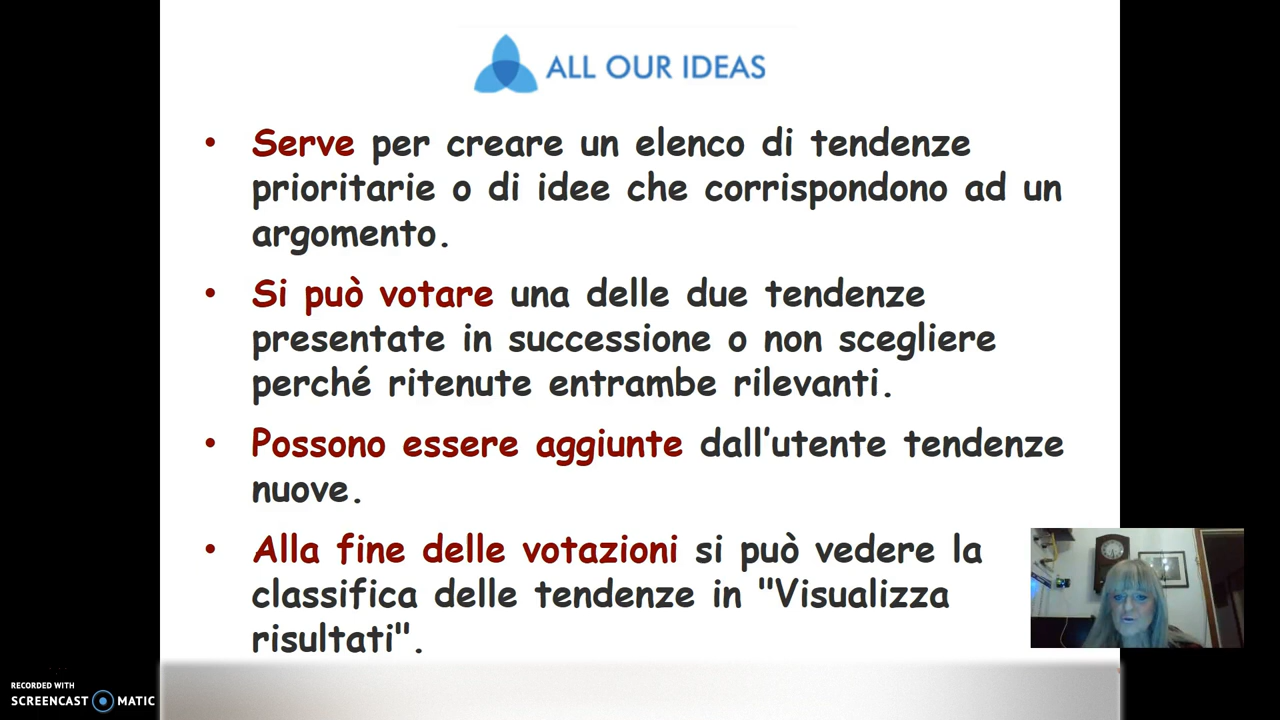 ALL OUR IDEAS
• Serve per creare un elenco di tendenze
prioritarie o di idee che corrispondono ad un
argomento.
• Si può votare una delle due tendenze
presentate in successione o non scegliere
perché ritenute entrambe rilevanti.
• Possono essere aggiunte dall'utente tendenze
nuove.
• Alla fine delle votazioni si può vedere la
classifica delle tendenze in "Visualizza
risultati".
RECORDED WITH
SCREENCAST MATIC